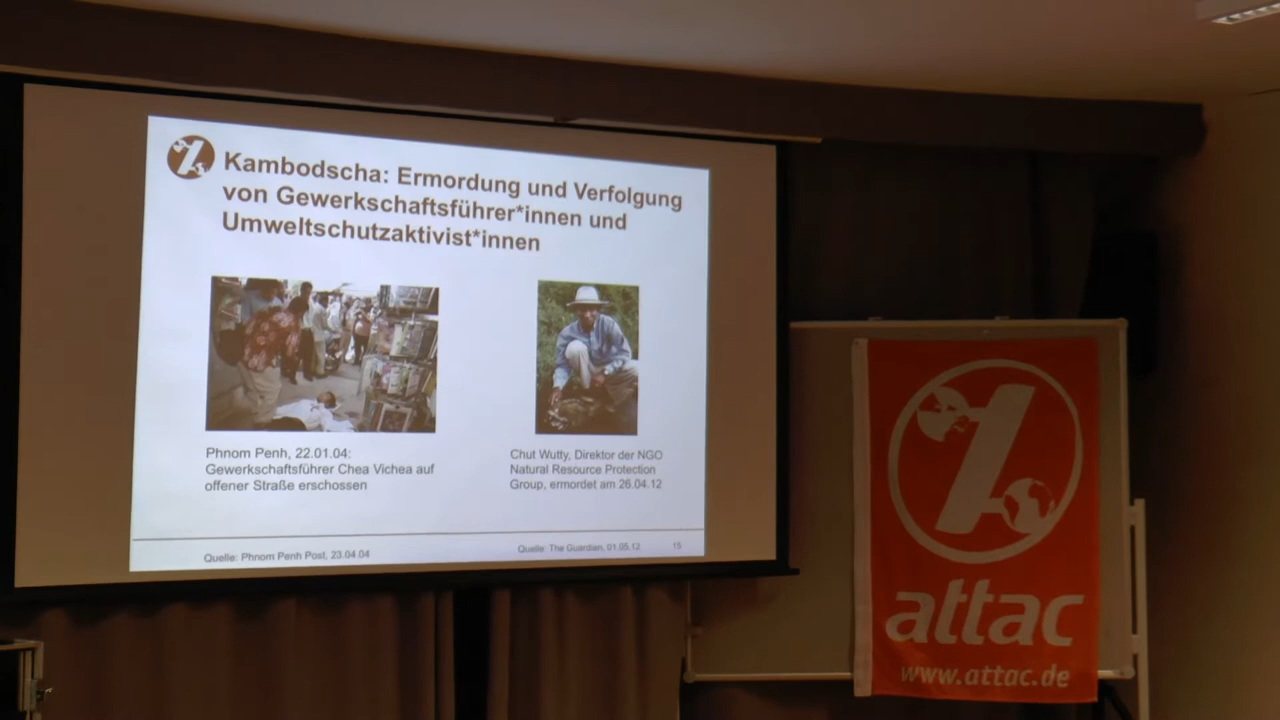 Kambodscha: Ermordung und Verfolgung
von Gewerkschaftsführer*innen und
Umweltschutzaktivist*innen
Phnom Penh, 22.01.04:
Gewerkschaftsführer Chea Vichea auf
offener Straße erschossen
Chut Wutty, Direktor der NGO
Natural Resource Protection
Group, ermordet am 26.04.12
Quelle: Phnom Penh Post, 23.04.04
Quelle: The Guardian, 01.05.12
15
attac
www.attac.de